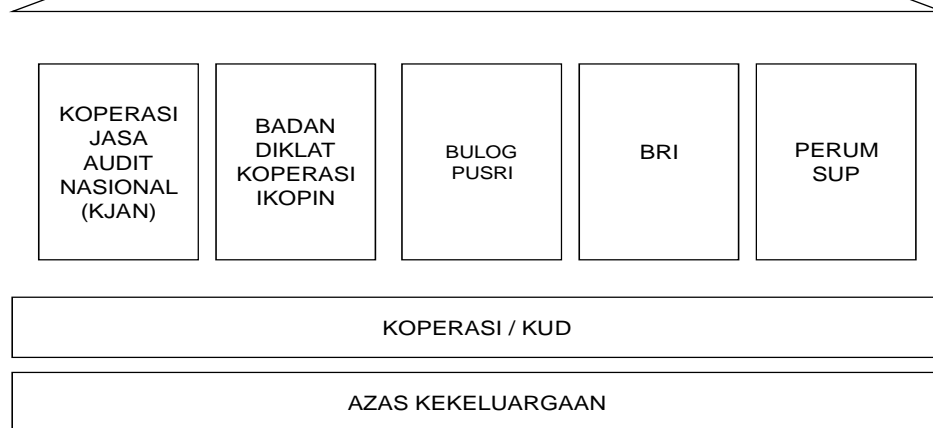 KOPERASI
JASA
AUDIT
NASIONAL
(KJAN)
BADAN
DIKLAT
KOPERASI
IKOPIN
BULOG
PUSRI
BRI
PERUM
SUP
KOPERASI / KUD
AZAS KEKELUARGAAN